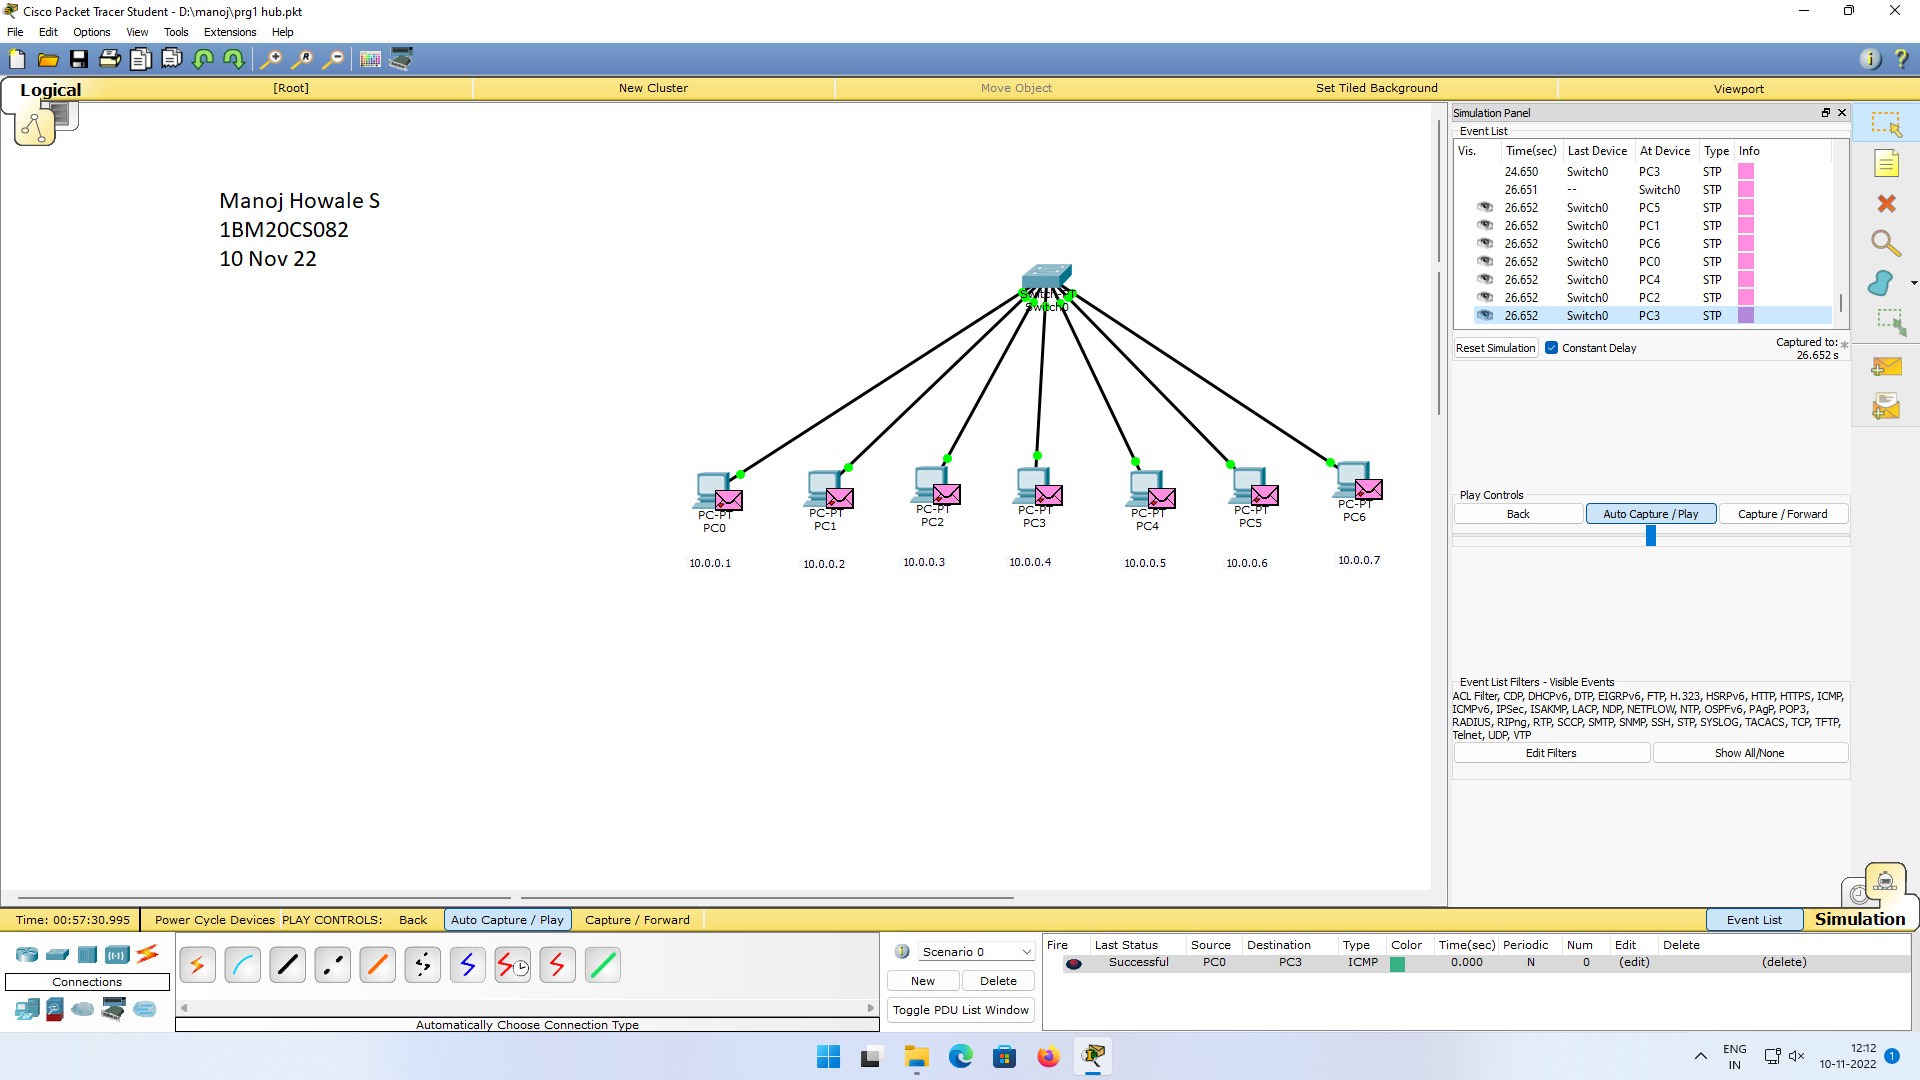 Cisco Packet Tracer Student - D:\manoj\prg1 hub.pkt
File Edit Options View Tools Extensions Help
Logical [Root] New Cluster Move Object Set Tiled Background Viewport
Manoj Howale S
1BM20CS082
10 Nov 22
Switch-PT
Switch0
PC-PT PC-PT PC-PT PC-PT PC-PT PC-PT PC-PT
PC0 PC1 PC2 PC3 PC4 PC5 PC6
10.0.0.1 10.0.0.2 10.0.0.3 10.0.0.4 10.0.0.5 10.0.0.6 10.0.0.7
Simulation Panel
Event List
Vis. Time(sec) Last Device At Device Type Info
24.650 Switch0 PC3 STP
26.651 -- Switch0 STP
26.652 Switch0 PC5 STP
26.652 Switch0 PC1 STP
26.652 Switch0 PC6 STP
26.652 Switch0 PC0 STP
26.652 Switch0 PC4 STP
26.652 Switch0 PC2 STP
26.652 Switch0 PC3 STP
Reset Simulation Constant Delay Captured to: *
26.652 s
Play Controls
Back Auto Capture / Play Capture / Forward
Event List Filters - Visible Events
ACL Filter, CDP, DHCPv6, DTP, EIGRPv6, FTP, H.323, HSRPv6, HTTP, HTTPS, ICMP,
ICMPv6, IPSec, ISAKMP, LACP, NDP, NETFLOW, NTP, OSPFv6, PAgP, POP3,
RADIUS, RIPng, RTP, SCCP, SMTP, SNMP, SSH, STP, SYSLOG, TACACS, TCP, TFTP,
Telnet, UDP, VTP
Edit Filters Show All/None
Time: 00:57:30.995 Power Cycle Devices PLAY CONTROLS: Back Auto Capture / Play Capture / Forward Event List Simulation
Connections
Automatically Choose Connection Type
Scenario 0
New Delete
Toggle PDU List Window
Fire Last Status Source Destination Type Color Time(sec) Periodic Num Edit Delete
Successful PC0 PC3 ICMP 0.000 N 0 (edit) (delete)
ENG
IN
12:12
10-11-2022
1